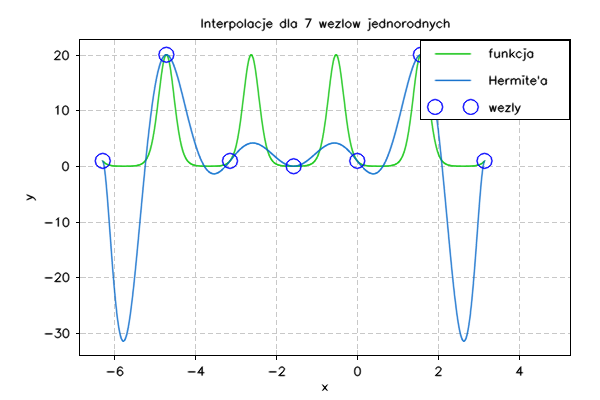 Interpolacje dla 7 wezlow jednorodnych
funkcja
Hermite'a
wezly
20
10
0
−10
−20
−30
y
−6
−4
−2
0
2
4
x